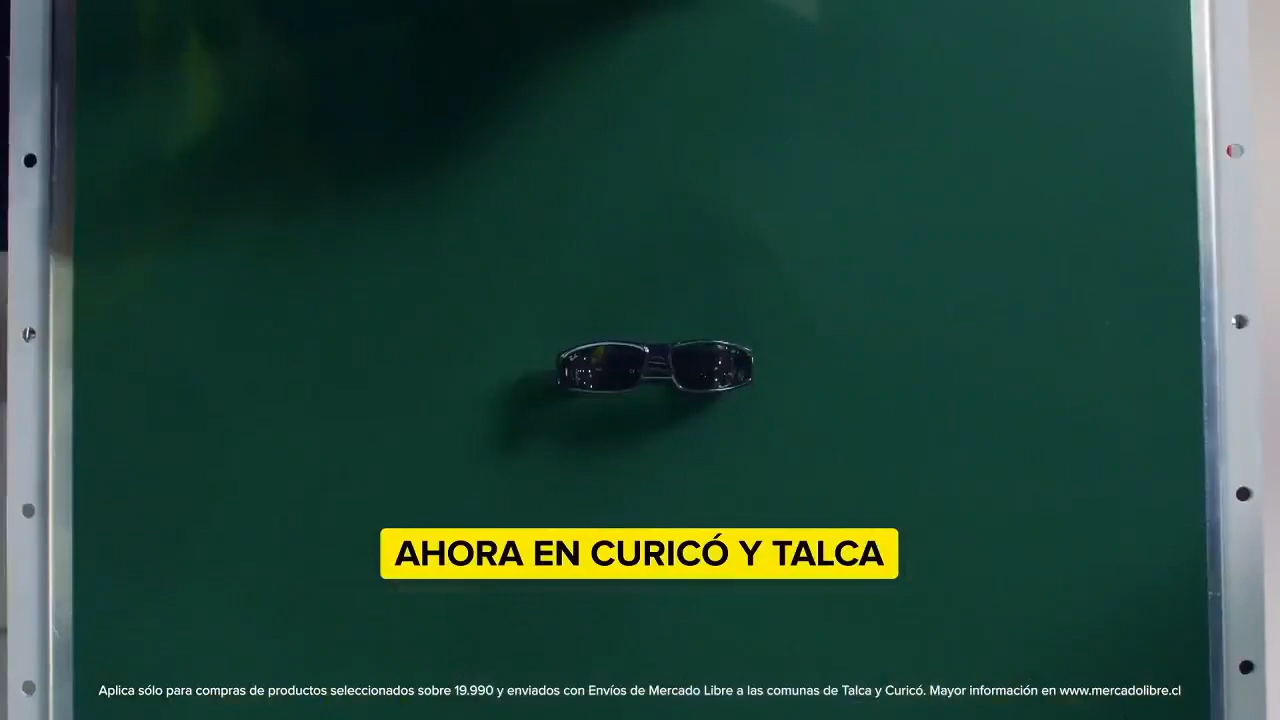 AHORA EN CURICÓ Y TALCA
Aplica sólo para compras de productos seleccionados sobre 19.990 y enviados con Envíos de Mercado Libre a las comunas de Talca y Curicó. Mayor información en www.mercadolibre.cl